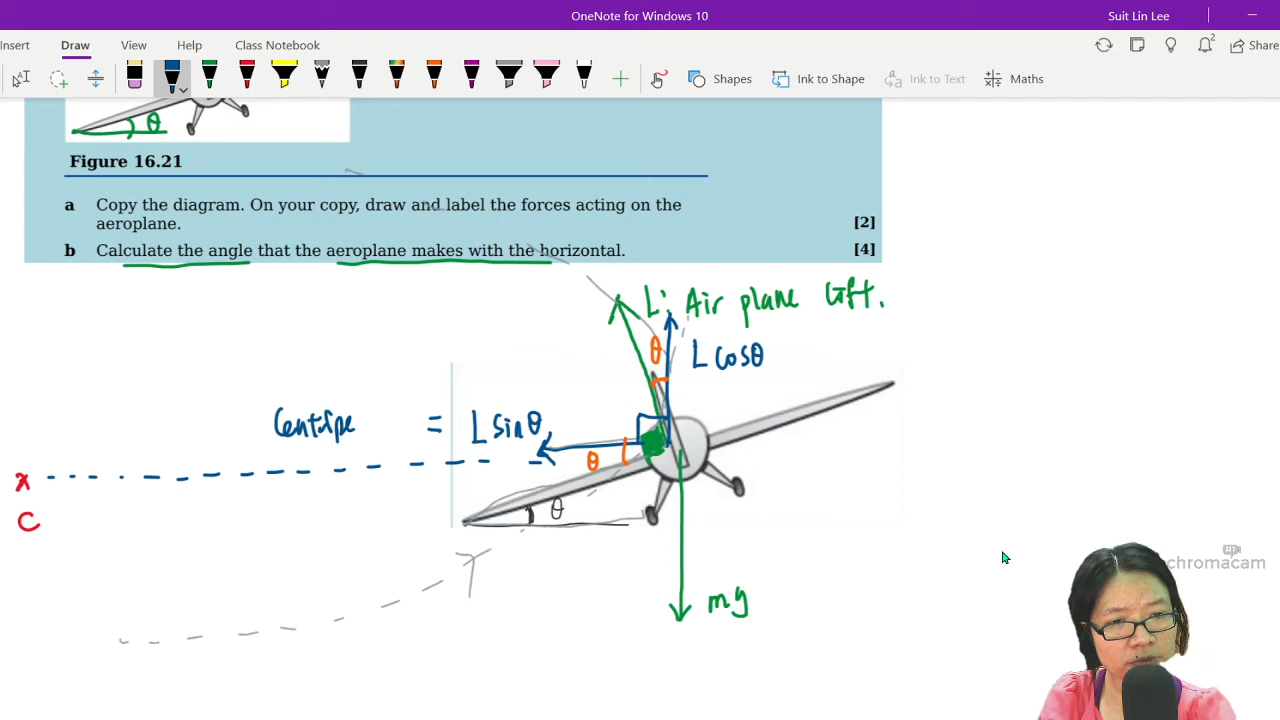 OneNote for Windows 10
Suit Lin Lee
Insert Draw View Help Class Notebook
Share
Shapes Ink to Shape Ink to Text Maths
θ
Figure 16.21
a Copy the diagram. On your copy, draw and label the forces acting on the
aeroplane. [2]
b Calculate the angle that the aeroplane makes with the horizontal. [4]
L: Air plane Lift.
θ L cosθ
Centripe = L sinθ
θ
x
θ
C
mg
chromacam